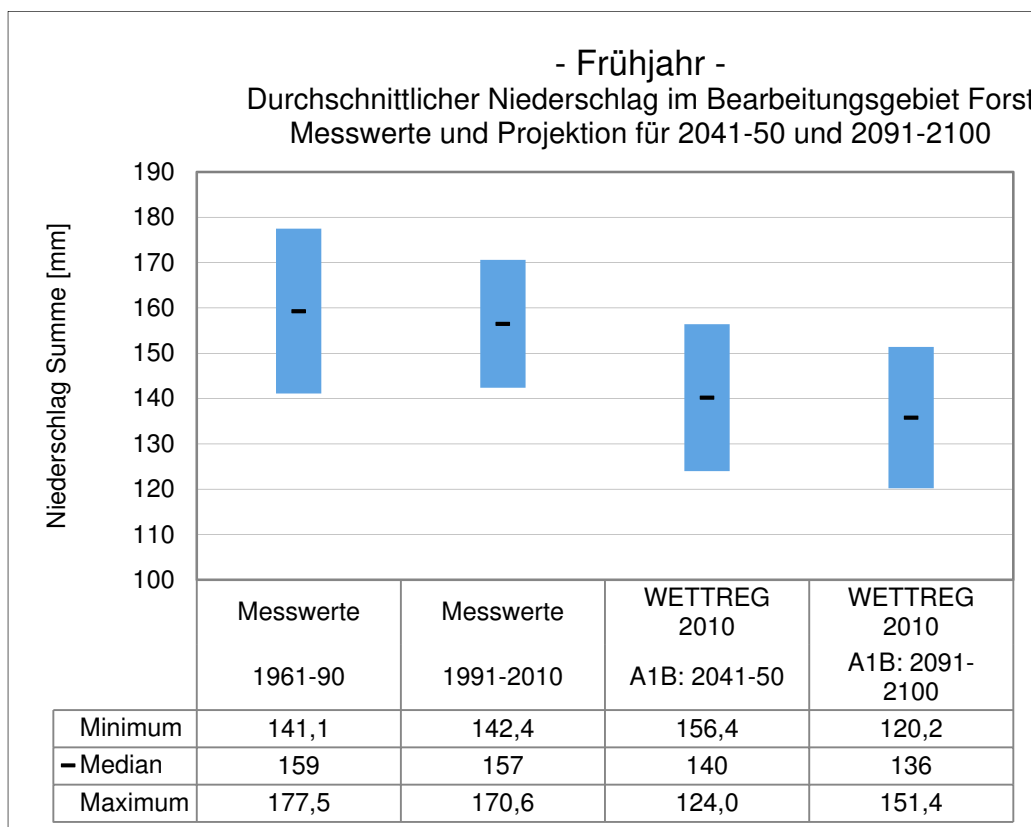 - Frühjahr -
Durchschnittlicher Niederschlag im Bearbeitungsgebiet Forst
Messwerte und Projektion für 2041-50 und 2091-2100
Niederschlag Summe [mm]
190
180
170
160
150
140
130
120
110
100
Messwerte Messwerte WETTREG 2010 WETTREG 2010
1961-90 1991-2010 A1B: 2041-50 A1B: 2091-2100
Minimum 141,1 142,4 156,4 120,2
Median 159 157 140 136
Maximum 177,5 170,6 124,0 151,4